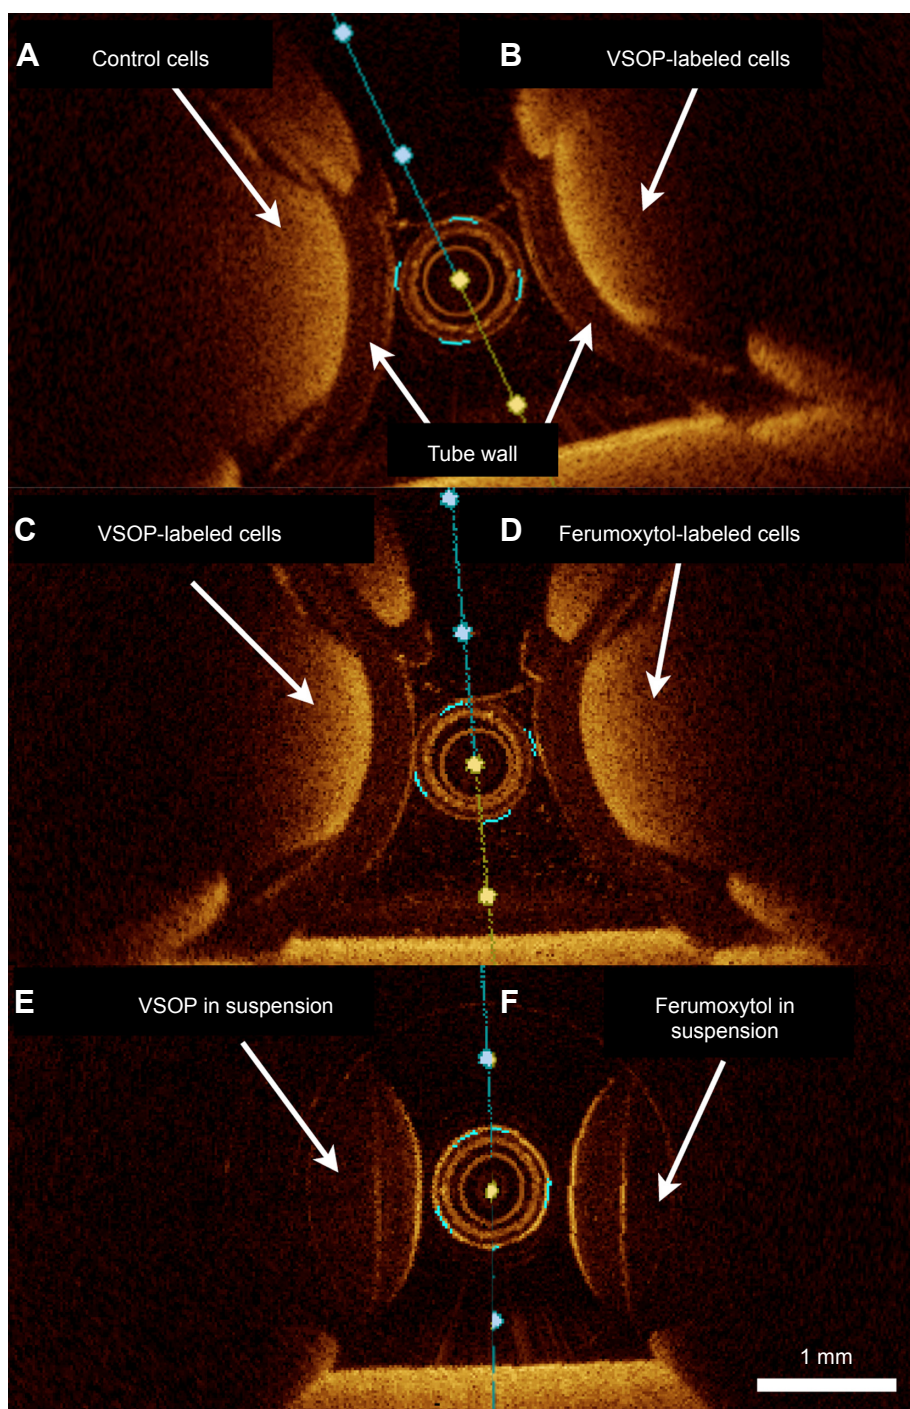 A
Control cells
B
VSOP-labeled cells
Tube wall
C
VSOP-labeled cells
D
Ferumoxytol-labeled cells
E
VSOP in suspension
F
Ferumoxytol in
suspension
1 mm